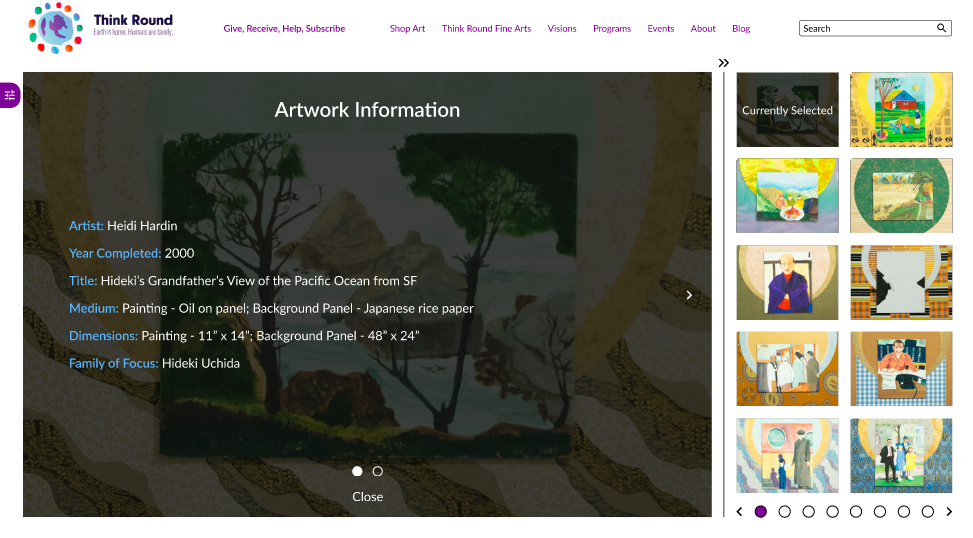 Think Round
Earth is home, Humans are family.
Give, Receive, Help, Subscribe
Shop Art
Think Round Fine Arts
Visions
Programs
Events
About
Blog
Search
Artwork Information
Artist: Heidi Hardin
Year Completed: 2000
Title: Hideki’s Grandfather’s View of the Pacific Ocean from SF
Medium: Painting - Oil on panel; Background Panel - Japanese rice paper
Dimensions: Painting - 11” x 14”; Background Panel - 48” x 24”
Family of Focus: Hideki Uchida
Close
Currently Selected